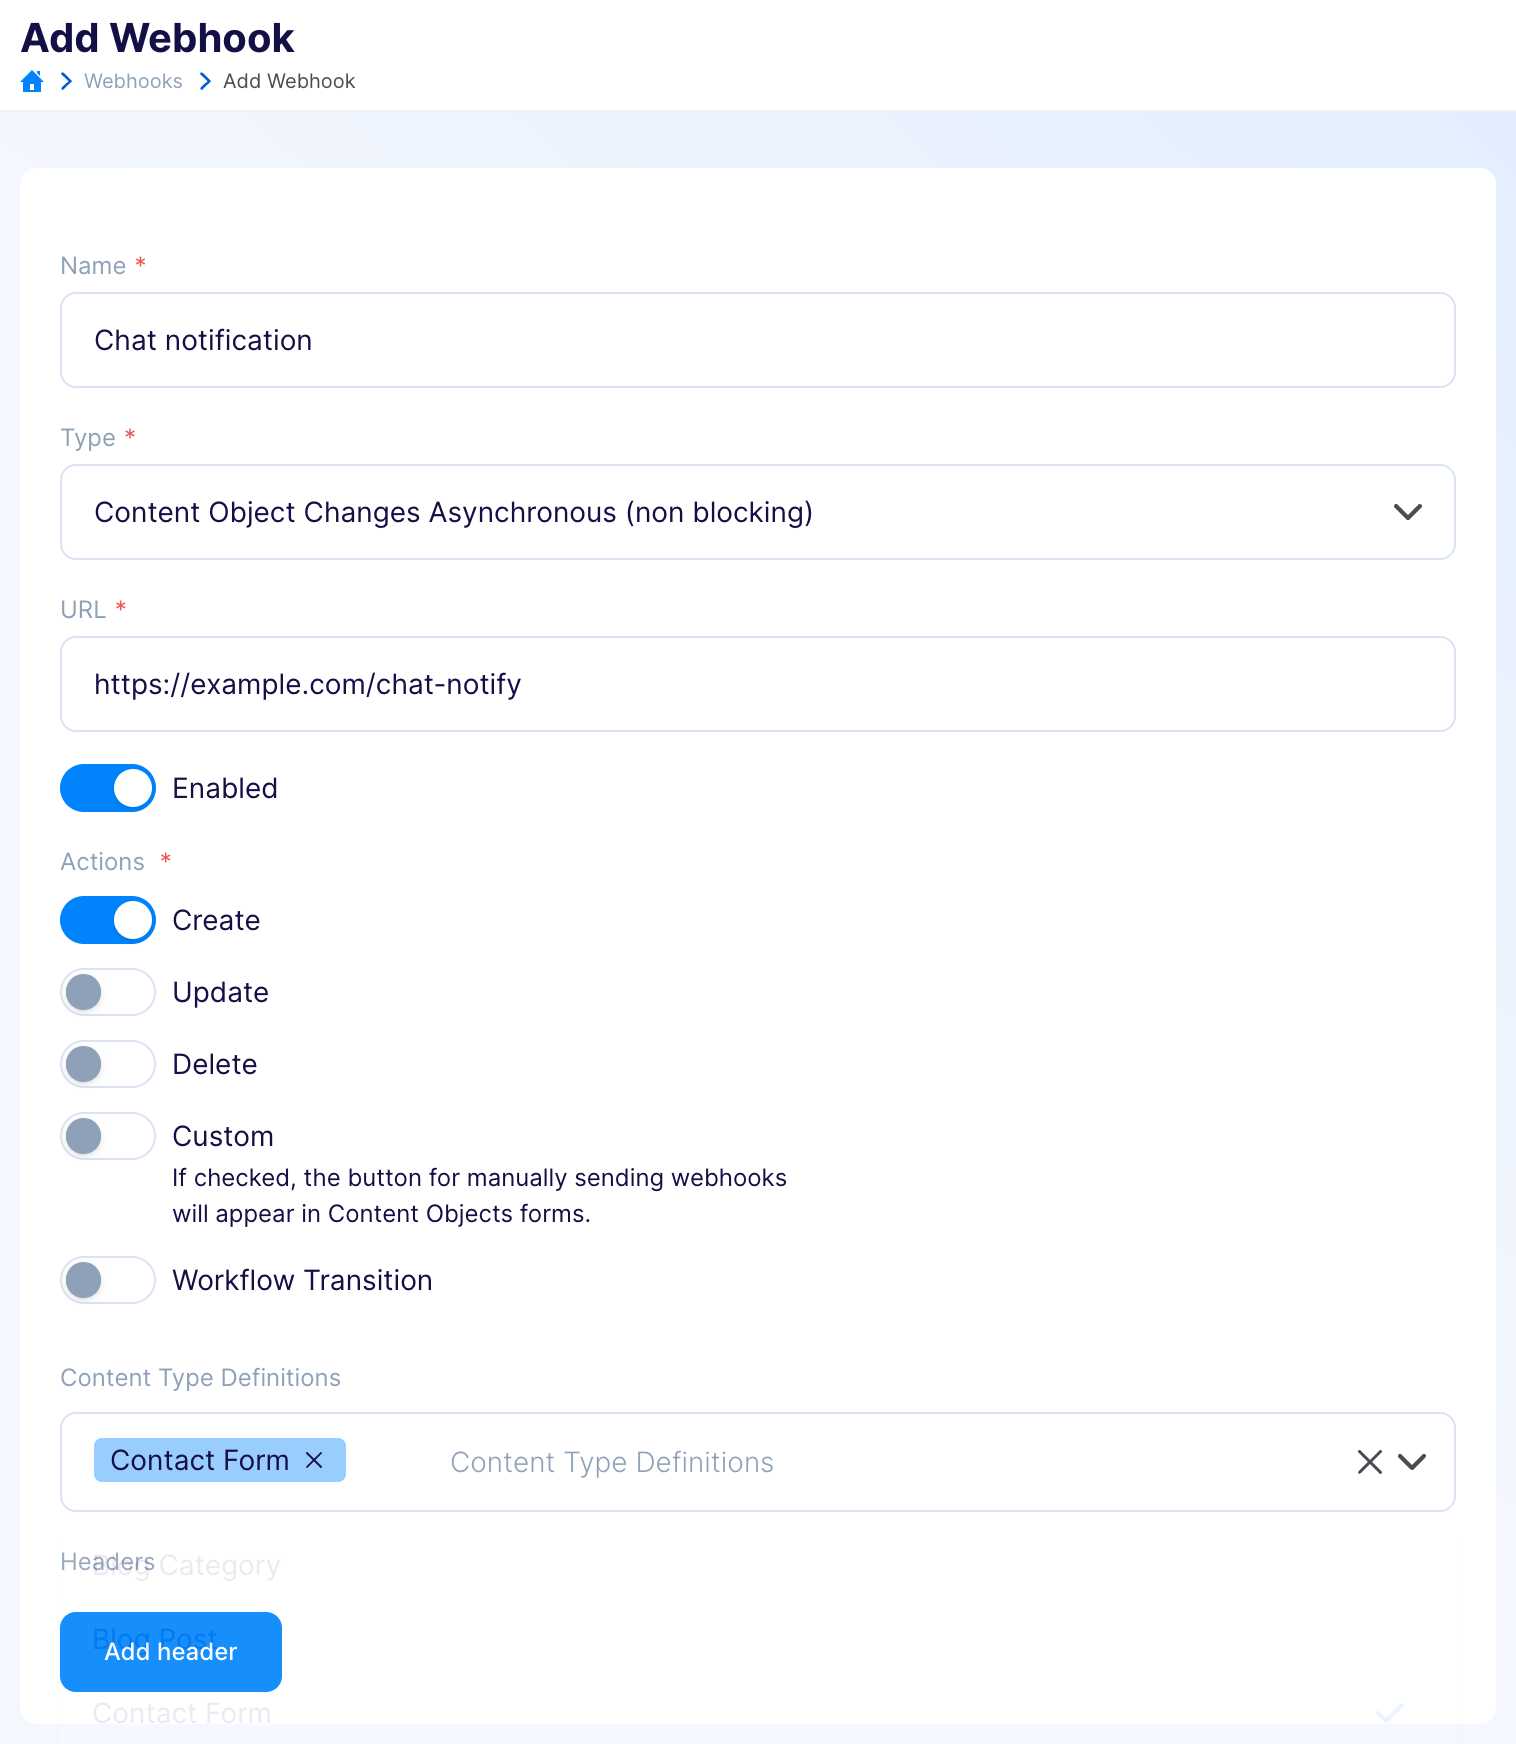 Add Webhook
Webhooks Add Webhook
Name *
Chat notification
Type *
Content Object Changes Asynchronous (non blocking)
URL *
https://example.com/chat-notify
Enabled
Actions *
Create
Update
Delete
Custom
If checked, the button for manually sending webhooks
will appear in Content Objects forms.
Workflow Transition
Content Type Definitions
Contact Form Content Type Definitions
Headers
Blog Category
Blog Post
Add header
Contact Form